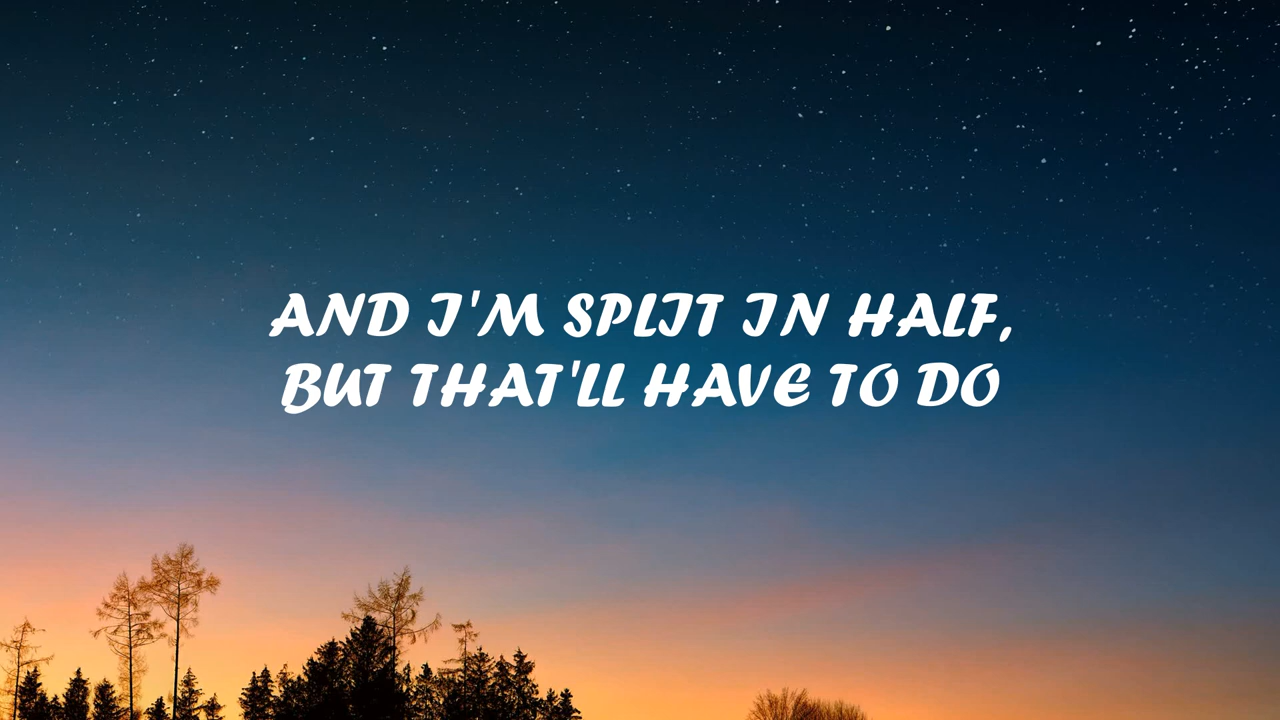 AND I'M SPLIT IN HALF,
BUT THAT'LL HAVE TO DO